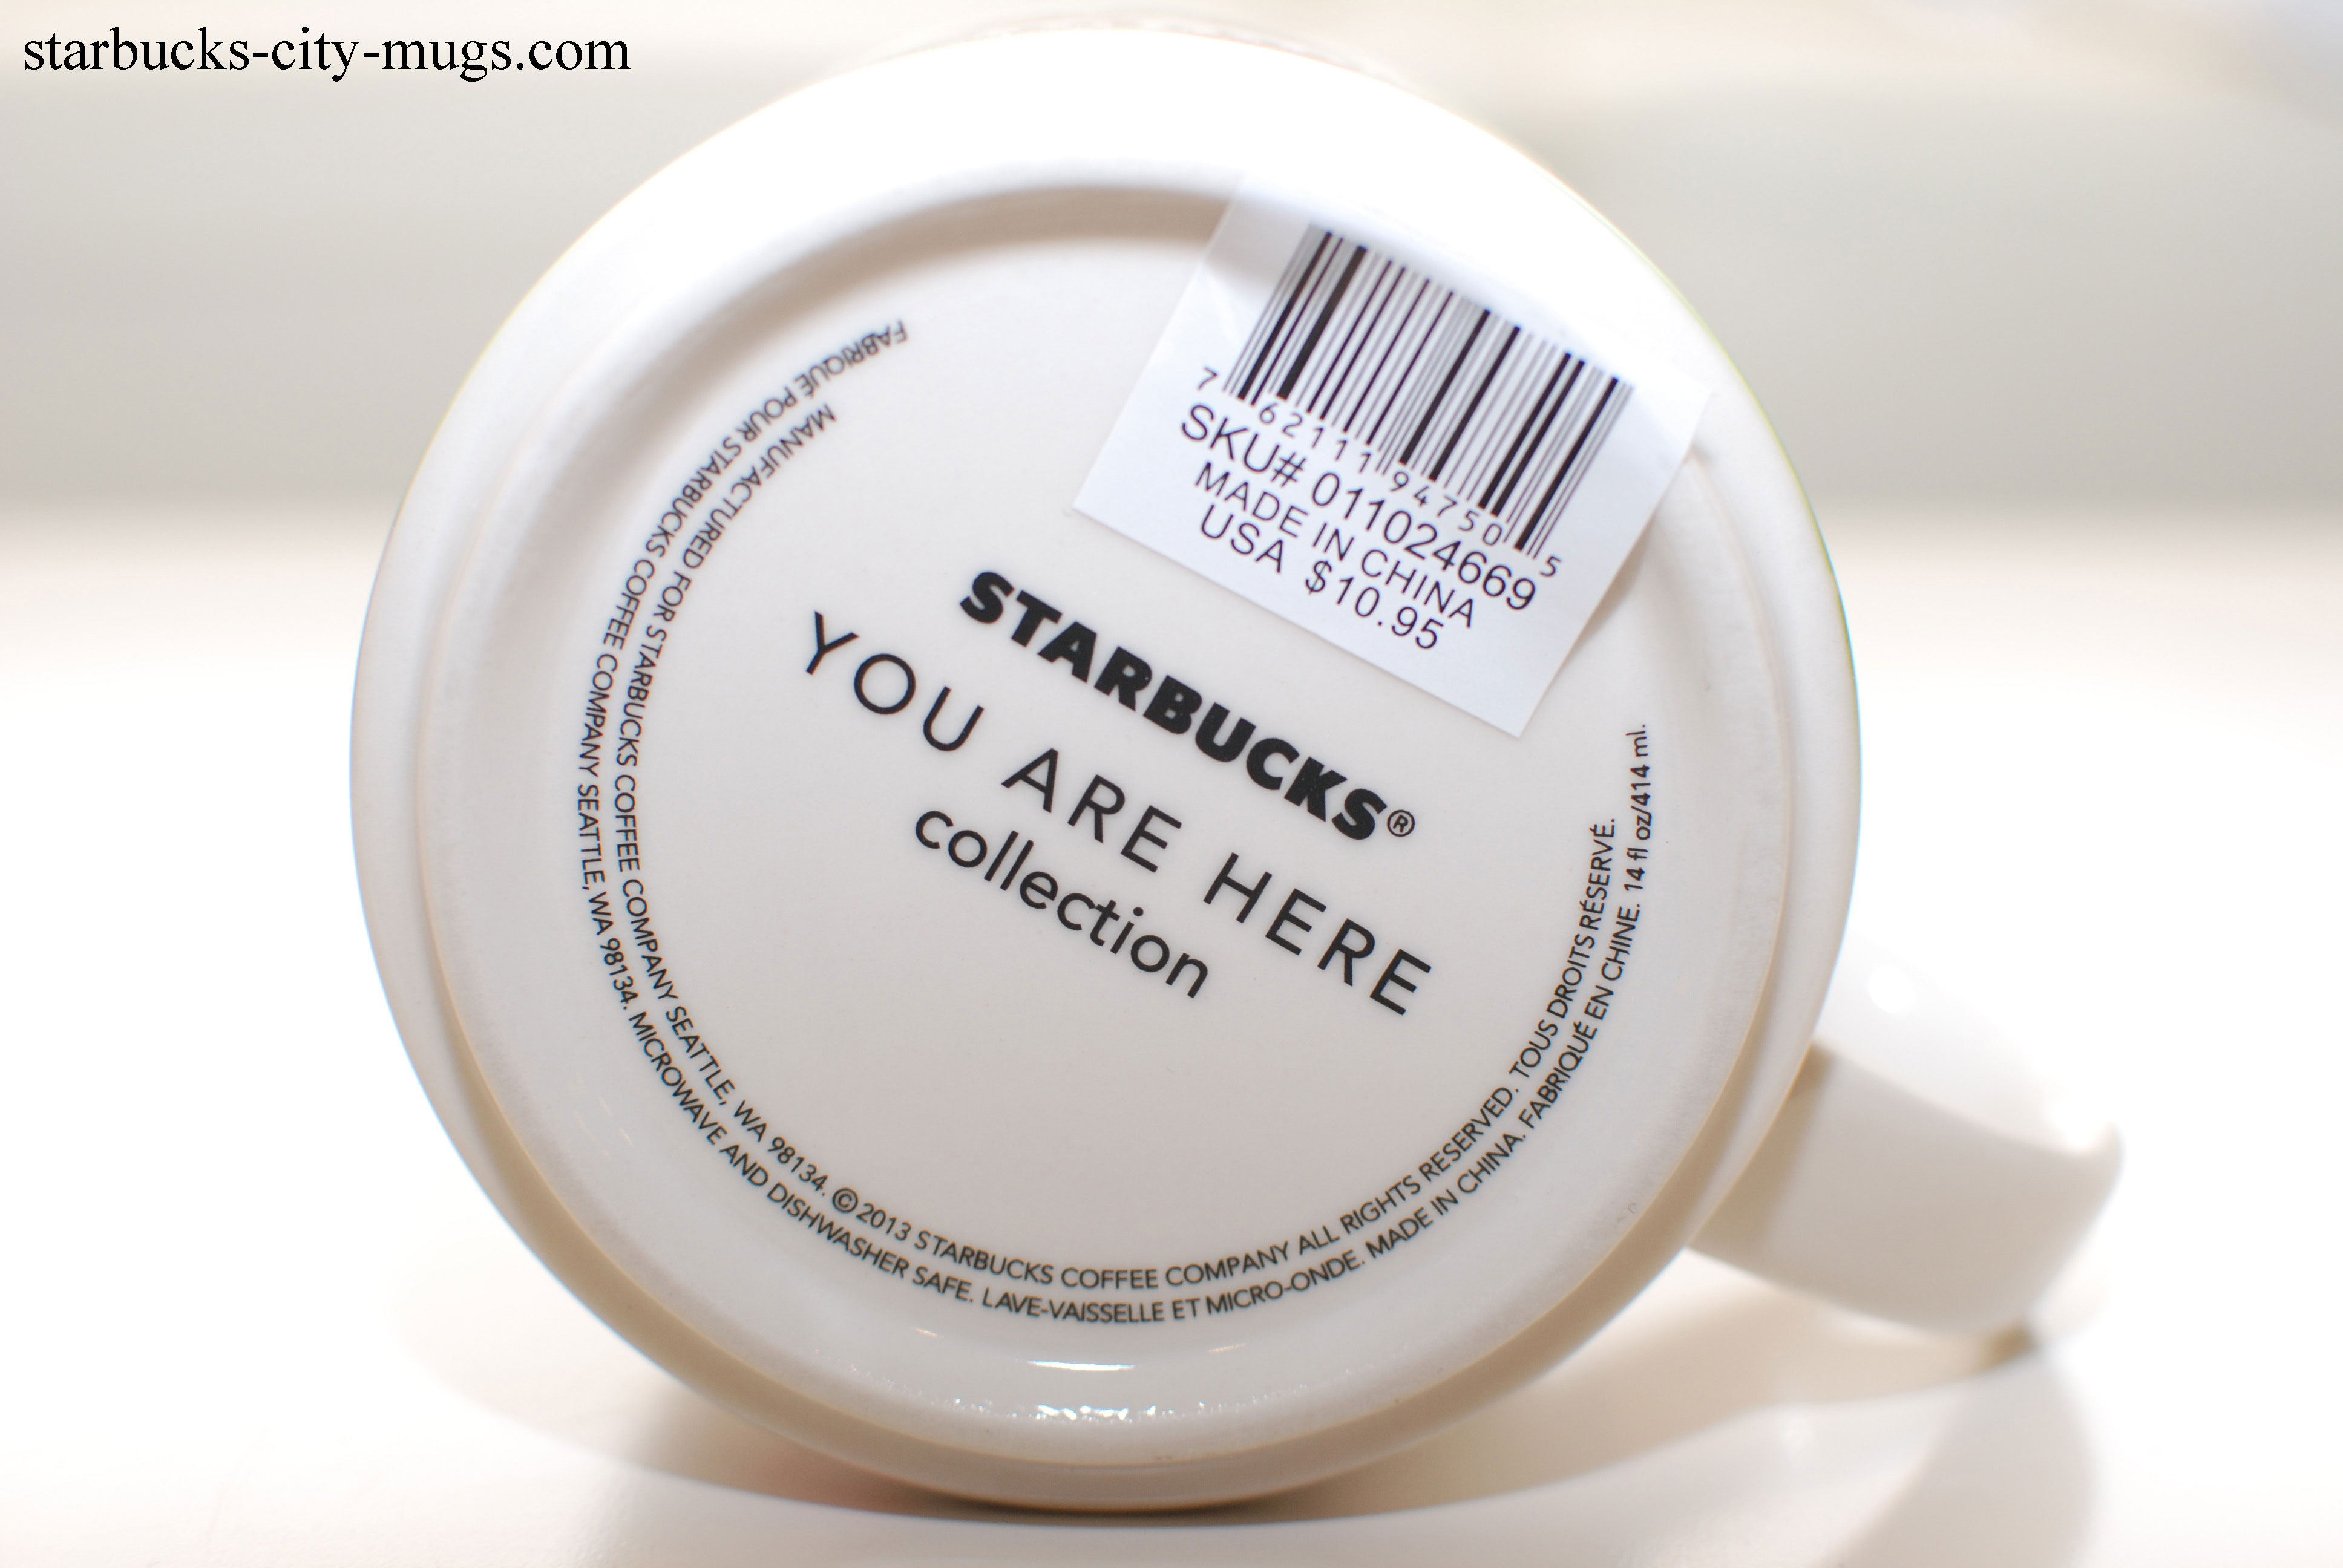 starbucks-city-mugs.com
7 62111 94750 5
SKU# 011024669
MADE IN CHINA
USA $10.95
STARBUCKS®
YOU ARE HERE
collection
MANUFACTURED FOR STARBUCKS COFFEE COMPANY SEATTLE, WA 98134. ©2013 STARBUCKS COFFEE COMPANY ALL RIGHTS RESERVED. TOUS DROITS RÉSERVÉ.
FABRIQUÉ POUR STARBUCKS COFFEE COMPANY SEATTLE, WA 98134. MICROWAVE AND DISHWASHER SAFE. LAVE-VAISSELLE ET MICRO-ONDE. MADE IN CHINA. FABRIQUÉ EN CHINE. 14 fl oz/414 ml.